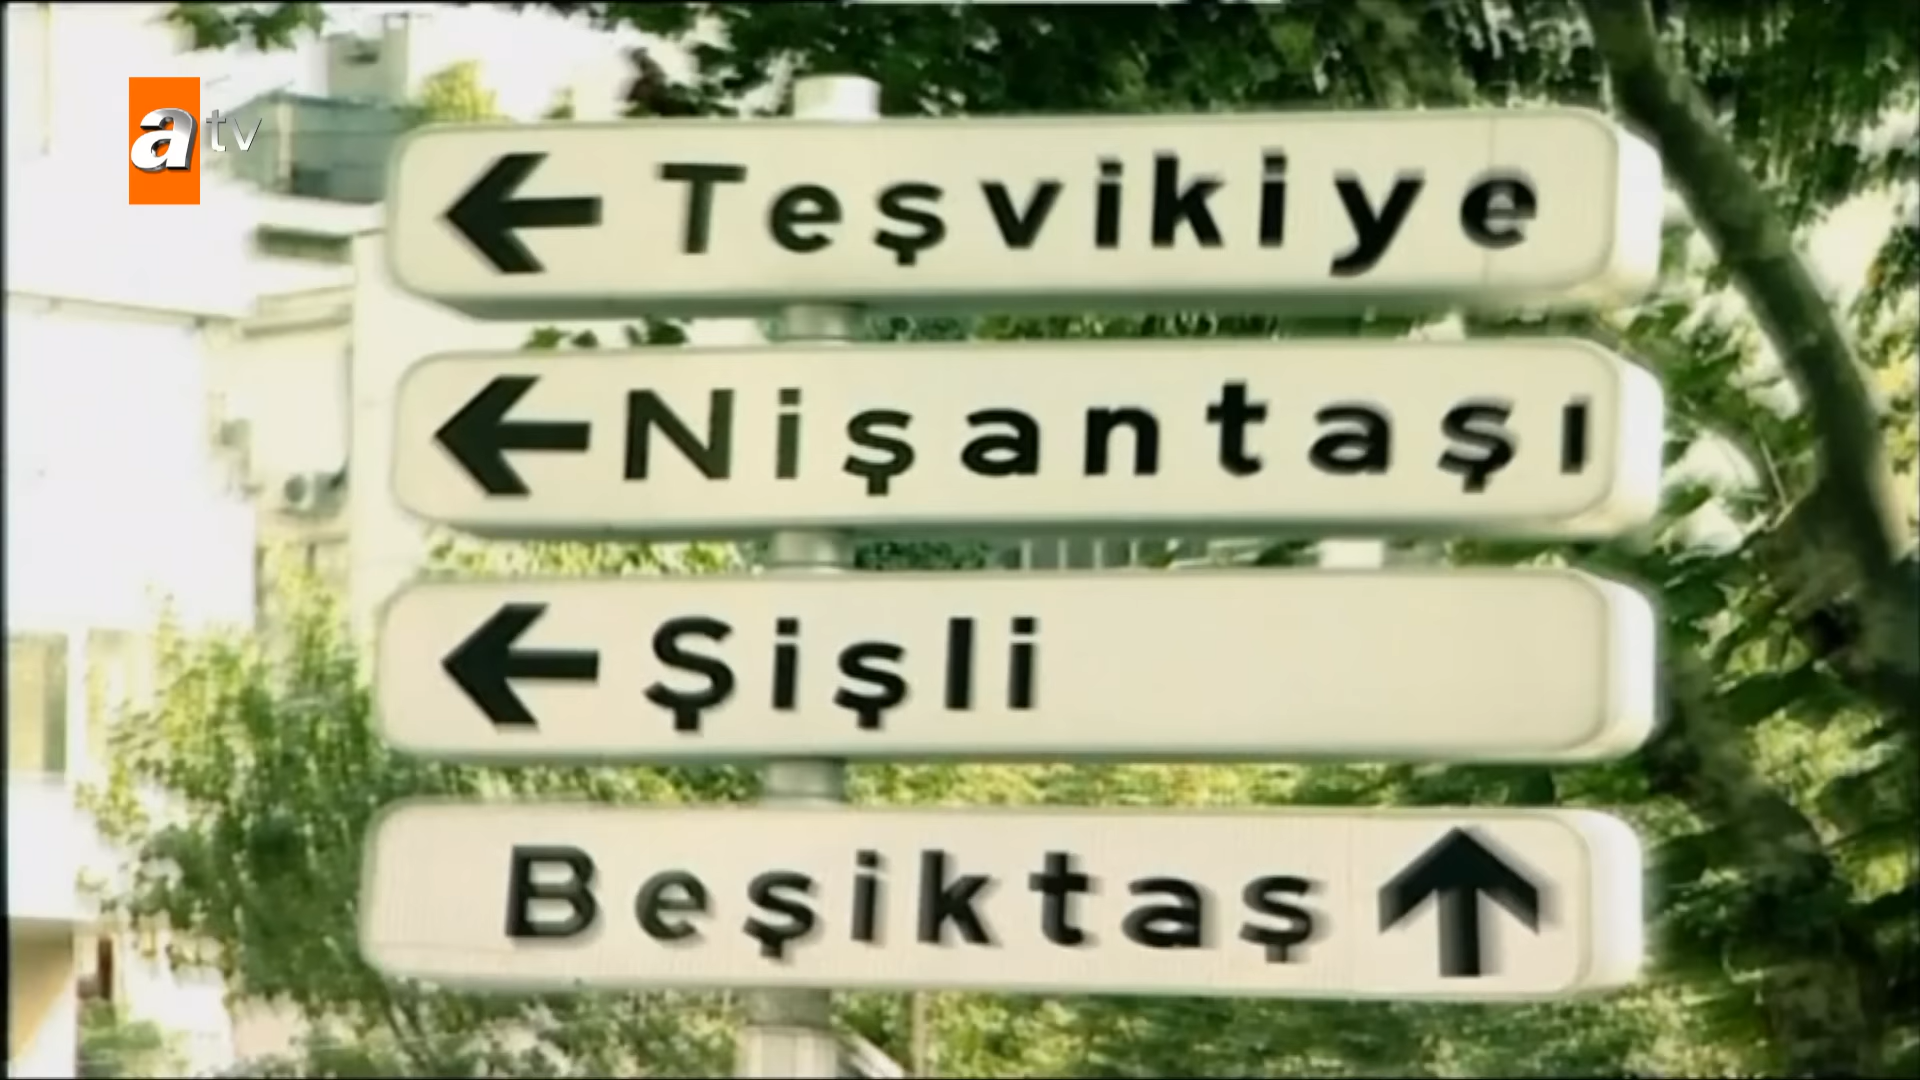 atv
← Teşvikiye
← Nişantaşı
← Şişli
Beşiktaş ↑